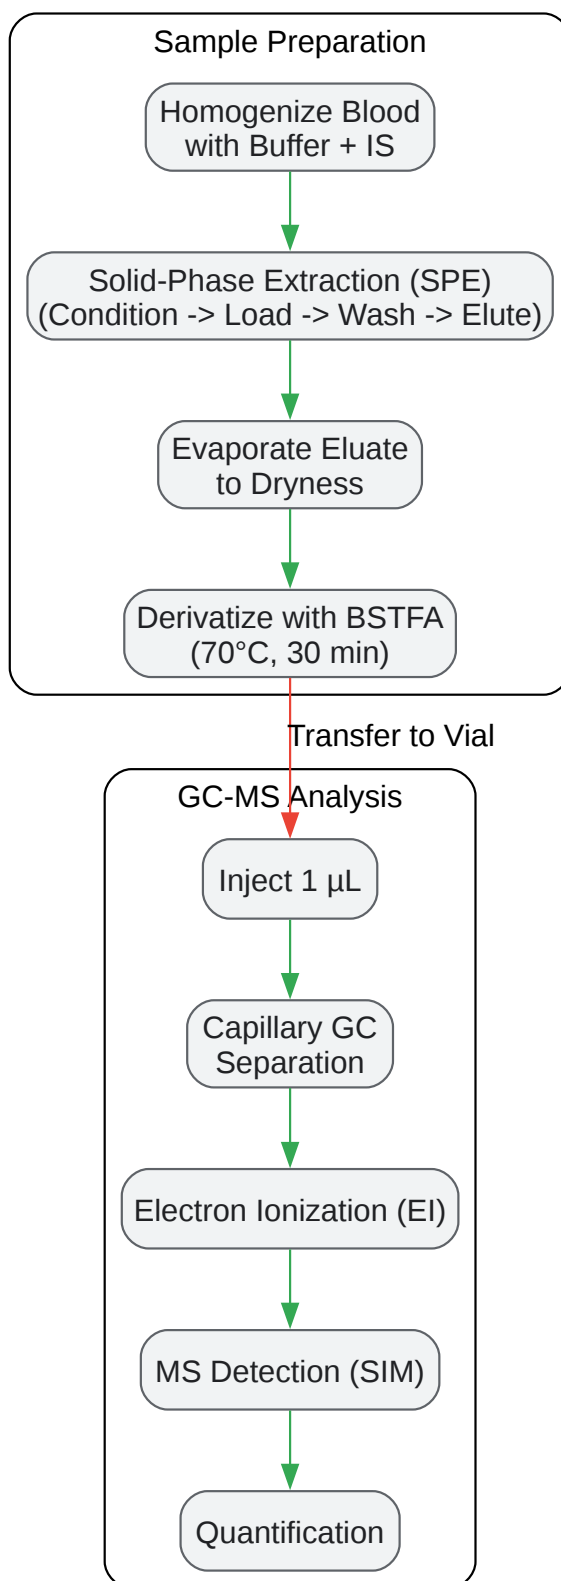 Sample Preparation
Homogenize Blood
with Buffer + IS
Solid-Phase Extraction (SPE)
(Condition -> Load -> Wash -> Elute)
Evaporate Eluate
to Dryness
Derivatize with BSTFA
(70°C, 30 min)
Transfer to Vial
GC-MS Analysis
Inject 1 µL
Capillary GC
Separation
Electron Ionization (EI)
MS Detection (SIM)
Quantification